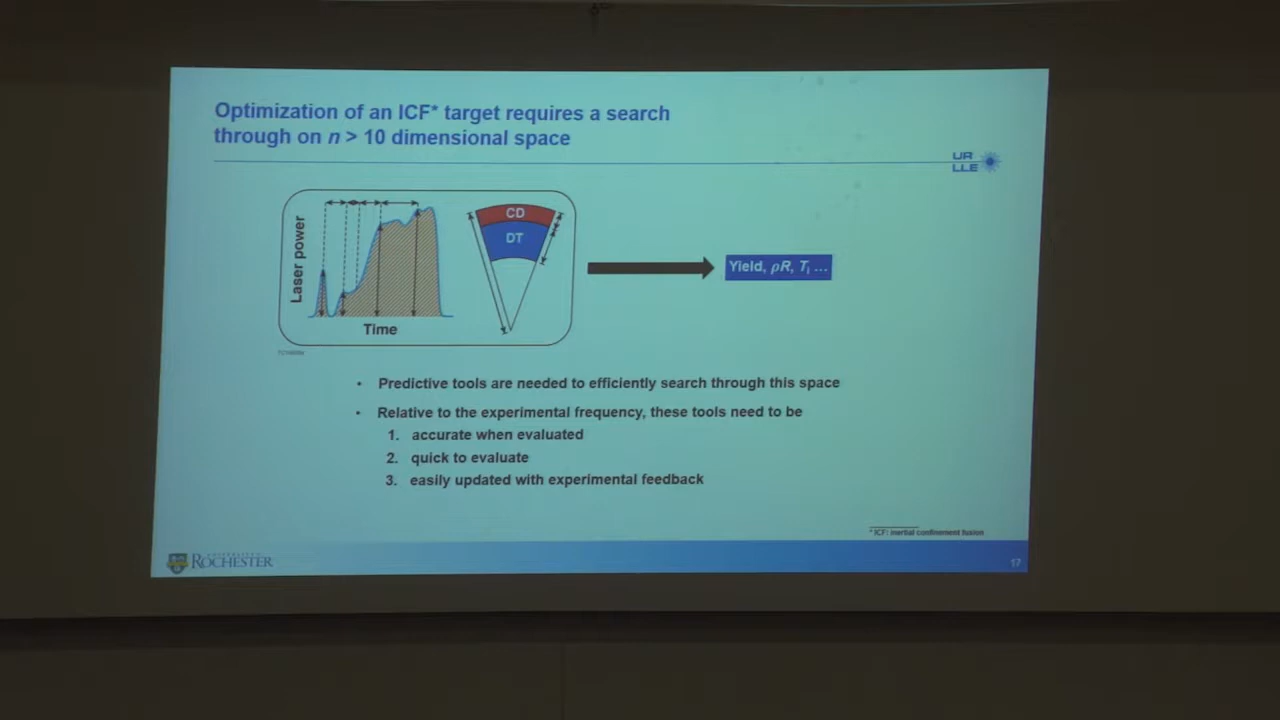 Optimization of an ICF* target requires a search
through on n > 10 dimensional space
UR
LLE
Laser power
Time
CD
DT
Yield, ρR, Ti ...
• Predictive tools are needed to efficiently search through this space
• Relative to the experimental frequency, these tools need to be
1. accurate when evaluated
2. quick to evaluate
3. easily updated with experimental feedback
* ICF: inertial confinement fusion
UNIVERSITY of
ROCHESTER
17